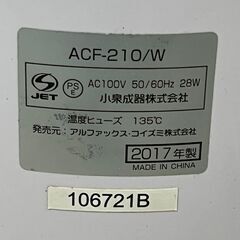 ACF-210/W
S JET
PS E
AC100V 50/60Hz 28W
小泉成器株式会社
温度ヒューズ 135℃
発売元: アルファックス・コイズミ株式会社
2017年製
MADE IN CHINA
106721B